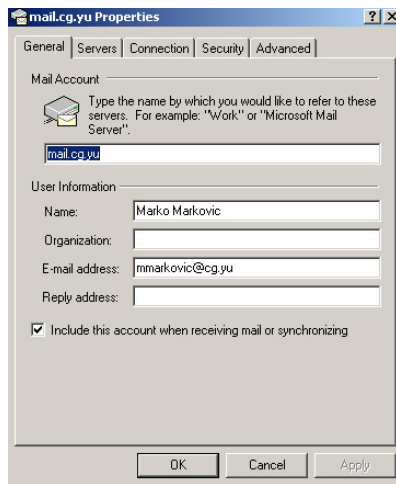 mail.cg.yu Properties
General Servers Connection Security Advanced
Mail Account
Type the name by which you would like to refer to these
servers. For example: "Work" or "Microsoft Mail
Server".
mail.cg.yu
User Information
Name: Marko Markovic
Organization:
E-mail address: mmarkovic@cg.yu
Reply address:
Include this account when receiving mail or synchronizing
OK Cancel Apply